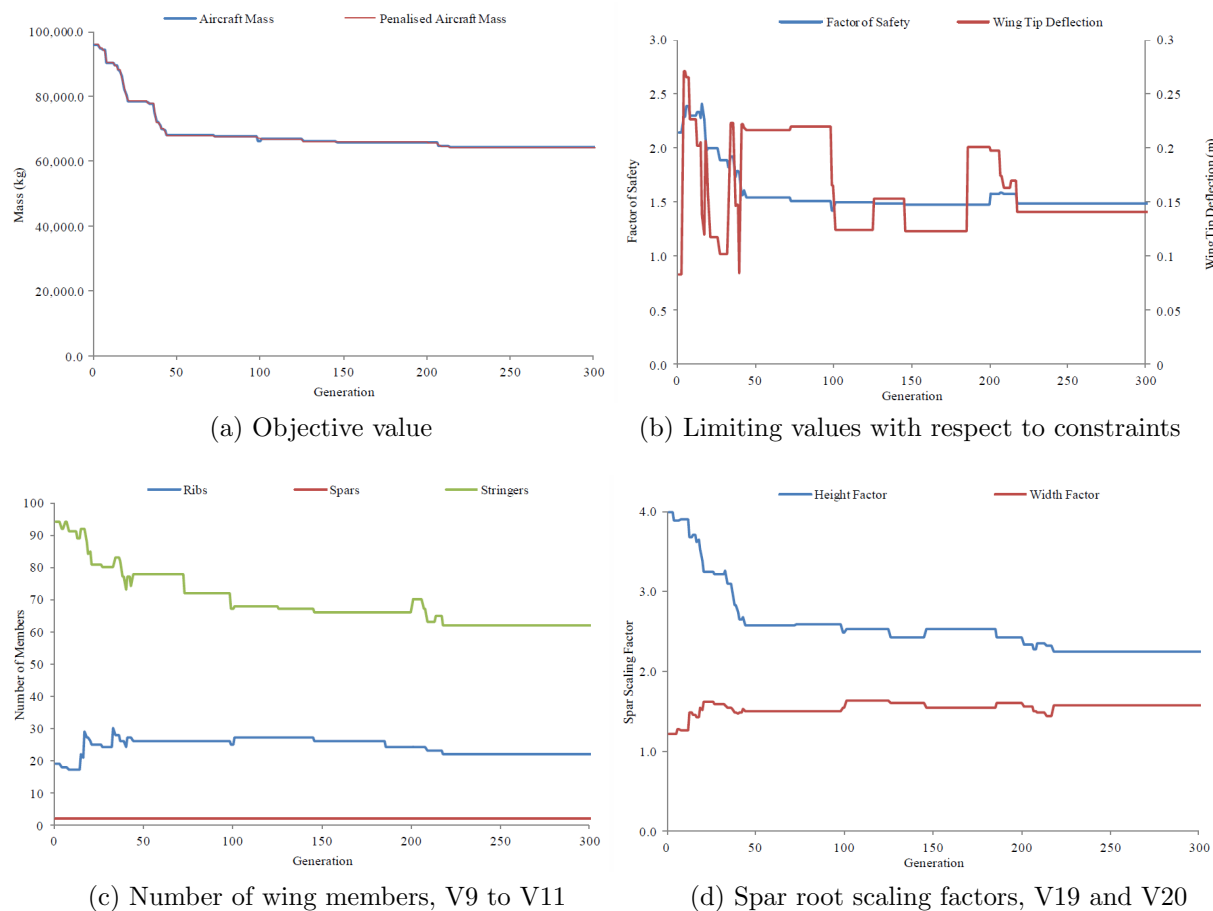 Aircraft Mass
Penalised Aircraft Mass
100,000.0
80,000.0
60,000.0
40,000.0
20,000.0
0.0
Mass (kg)
0 50 100 150 200 250 300
Generation
(a) Objective value
Factor of Safety
Wing Tip Deflection
3.0
2.5
2.0
1.5
1.0
0.5
0.0
Factor of Safety
0.3
0.2
0.2
0.1
0.1
0
Wing Tip Deflection (m)
0 50 100 150 200 250 300
Generation
(b) Limiting values with respect to constraints
Ribs
Spars
Stringers
100
90
80
70
60
50
40
30
20
10
0
Number of Members
0 50 100 150 200 250 300
Generation
(c) Number of wing members, V9 to V11
Height Factor
Width Factor
4.0
3.0
2.0
1.0
0.0
Spar Scaling Factor
0 50 100 150 200 250 300
Generation
(d) Spar root scaling factors, V19 and V20